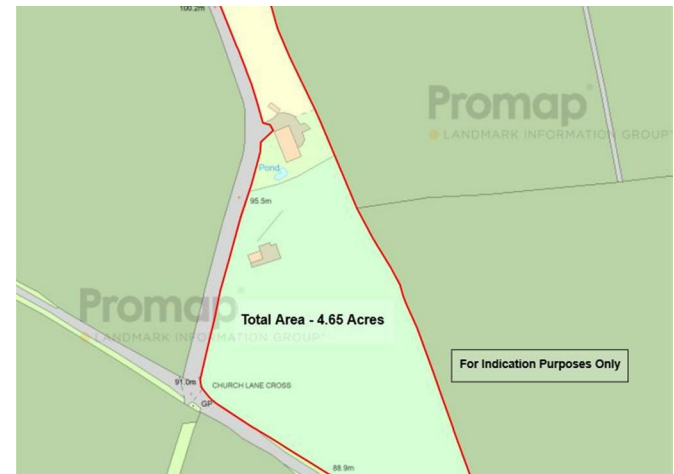 100.2m
Promap
LANDMARK INFORMATION GROUP
Pond
95.5m
Promap
LANDMARK INFORMATION GROUP
Total Area - 4.65 Acres
For Indication Purposes Only
91.0m
CHURCH LANE CROSS
GP
88.9m